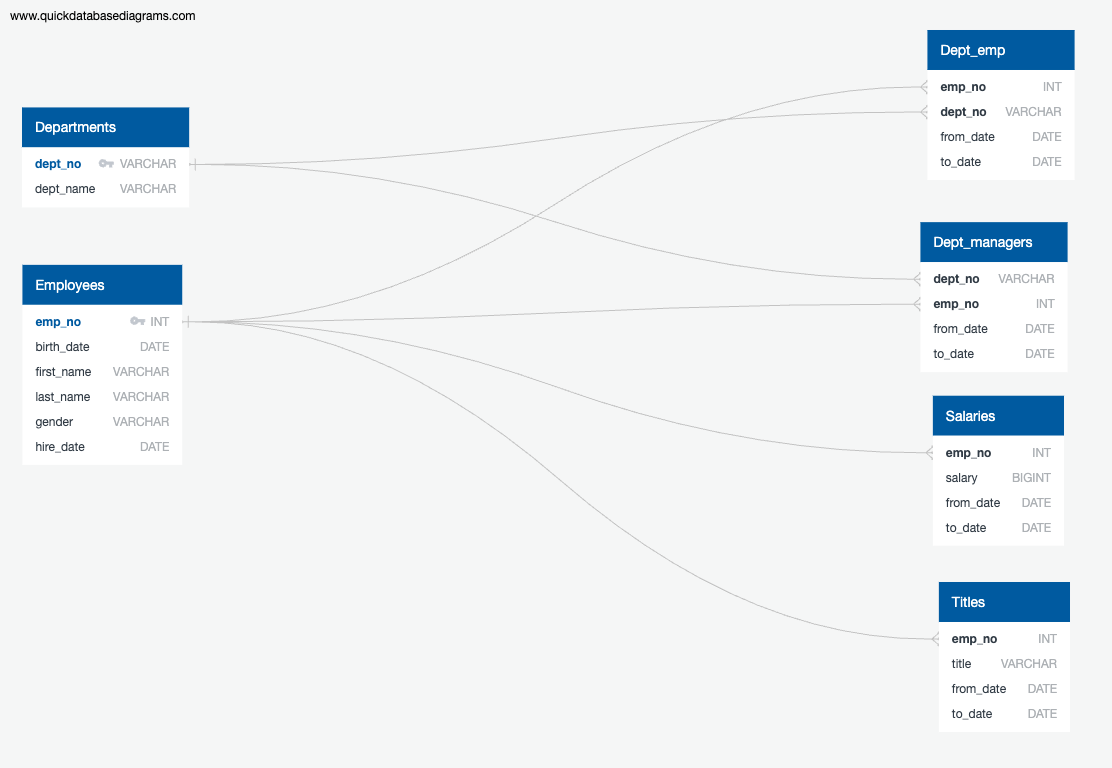 www.quickdatabasediagrams.com
Departments
dept_no VARCHAR
dept_name VARCHAR
Employees
emp_no INT
birth_date DATE
first_name VARCHAR
last_name VARCHAR
gender VARCHAR
hire_date DATE
Dept_emp
emp_no INT
dept_no VARCHAR
from_date DATE
to_date DATE
Dept_managers
dept_no VARCHAR
emp_no INT
from_date DATE
to_date DATE
Salaries
emp_no INT
salary BIGINT
from_date DATE
to_date DATE
Titles
emp_no INT
title VARCHAR
from_date DATE
to_date DATE